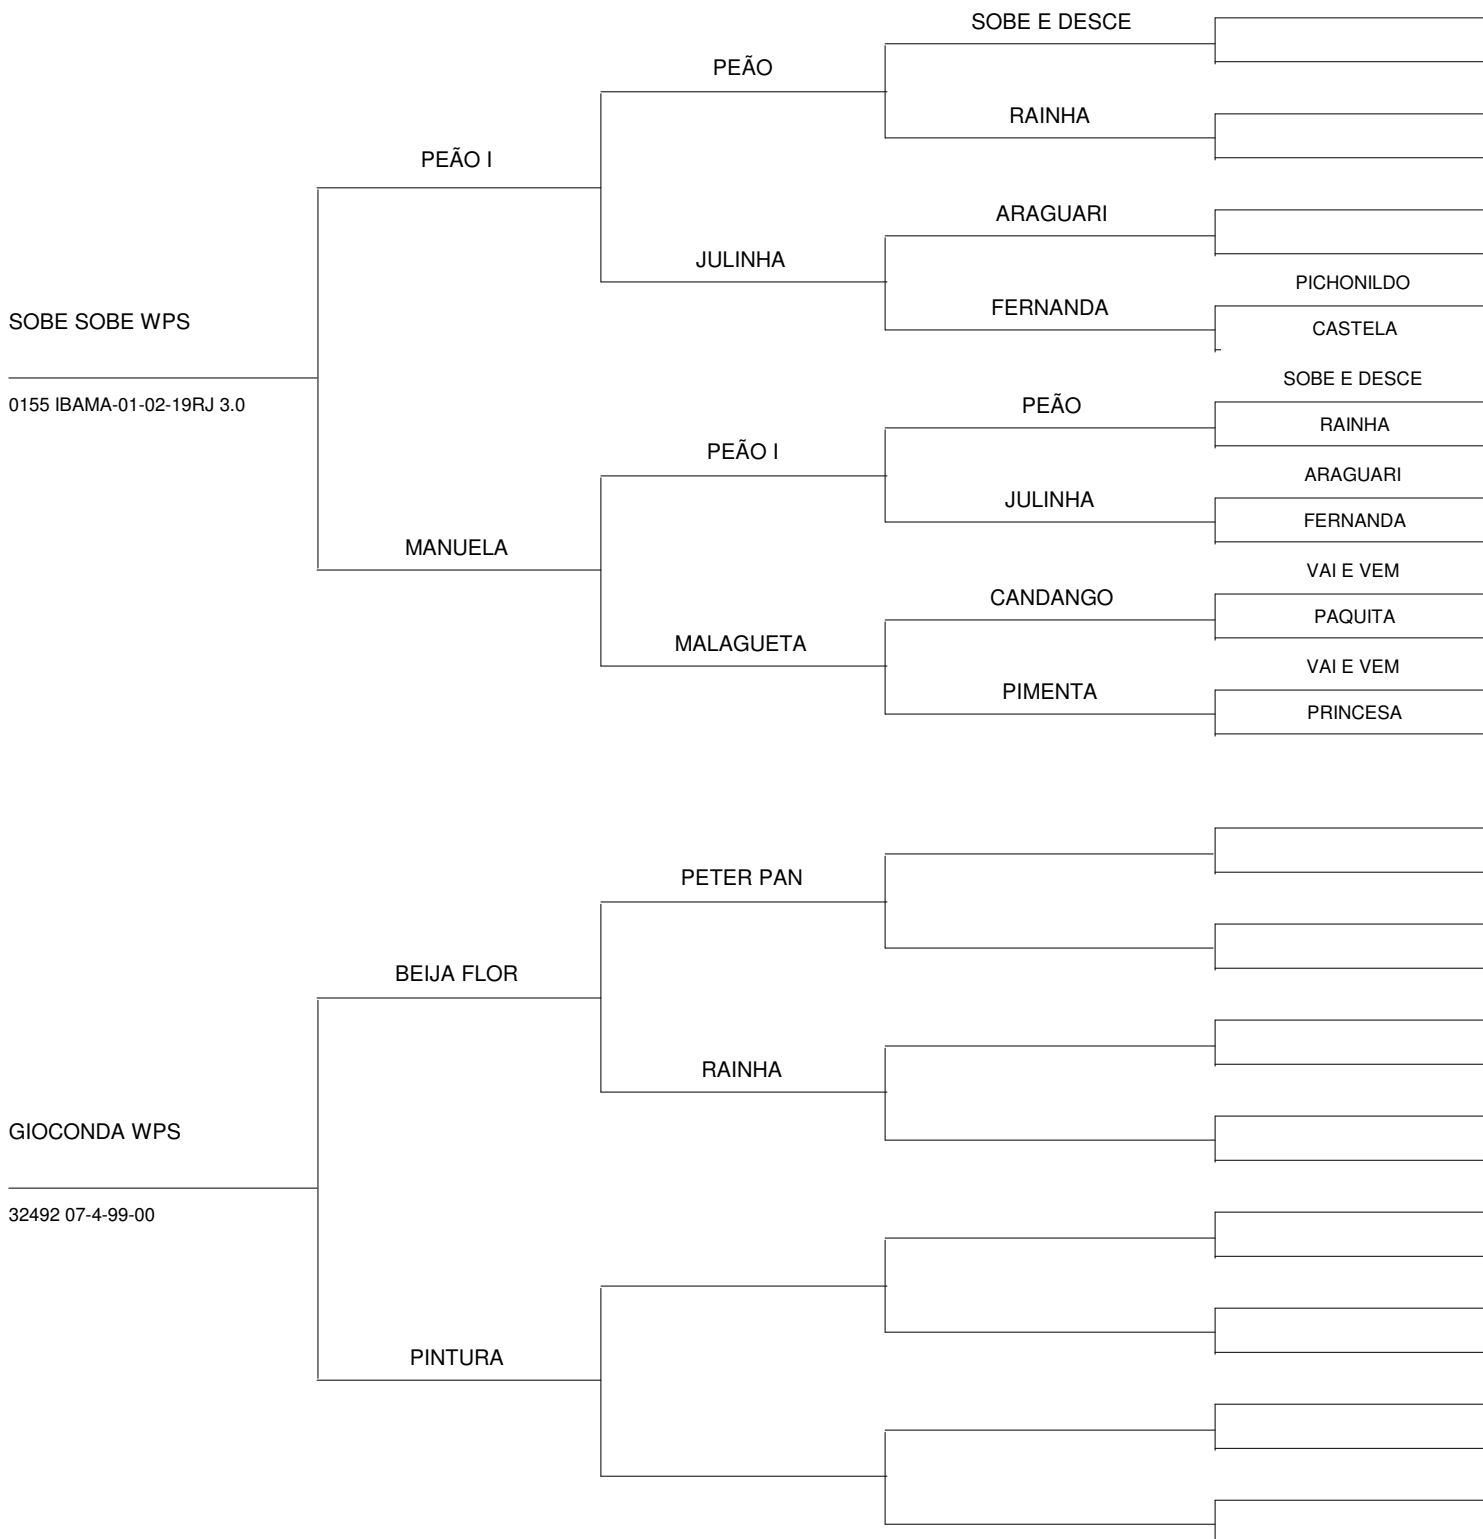 SOBE E DESCE
PEÃO
RAINHA
PEÃO I
ARAGUARI
JULINHA
PICHONILDO
FERNANDA
CASTELA
SOBE SOBE WPS
SOBE E DESCE
0155 IBAMA-01-02-19RJ 3.0
PEÃO
RAINHA
PEÃO I
ARAGUARI
JULINHA
FERNANDA
MANUELA
VAI E VEM
CANDANGO
PAQUITA
MALAGUETA
VAI E VEM
PIMENTA
PRINCESA
PETER PAN
BEIJA FLOR
RAINHA
GIOCONDA WPS
32492 07-4-99-00
PINTURA